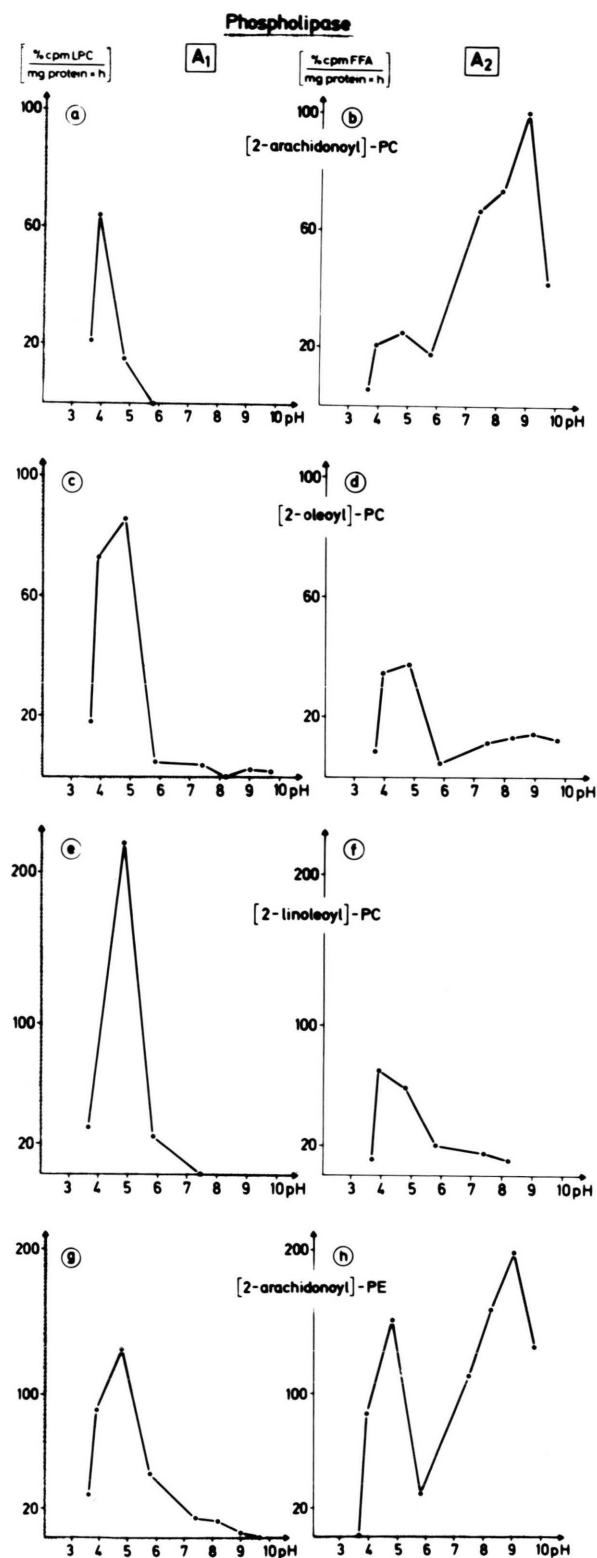 Phospholipase
[% cpm LPC / mg protein × h] A1 [% cpm FFA / mg protein × h] A2
a
100
60
20
3 4 5 6 7 8 9 10 pH
b
[2-arachidonoyl]-PC
100
60
20
3 4 5 6 7 8 9 10 pH
c
100
60
20
3 4 5 6 7 8 9 10 pH
d
[2-oleoyl]-PC
100
60
20
3 4 5 6 7 8 9 10 pH
e
200
100
20
3 4 5 6 7 8 9 10 pH
f
[2-linoleoyl]-PC
200
100
20
3 4 5 6 7 8 9 10 pH
g
200
100
20
3 4 5 6 7 8 9 10 pH
h
[2-arachidonoyl]-PE
200
100
20
3 4 5 6 7 8 9 10 pH